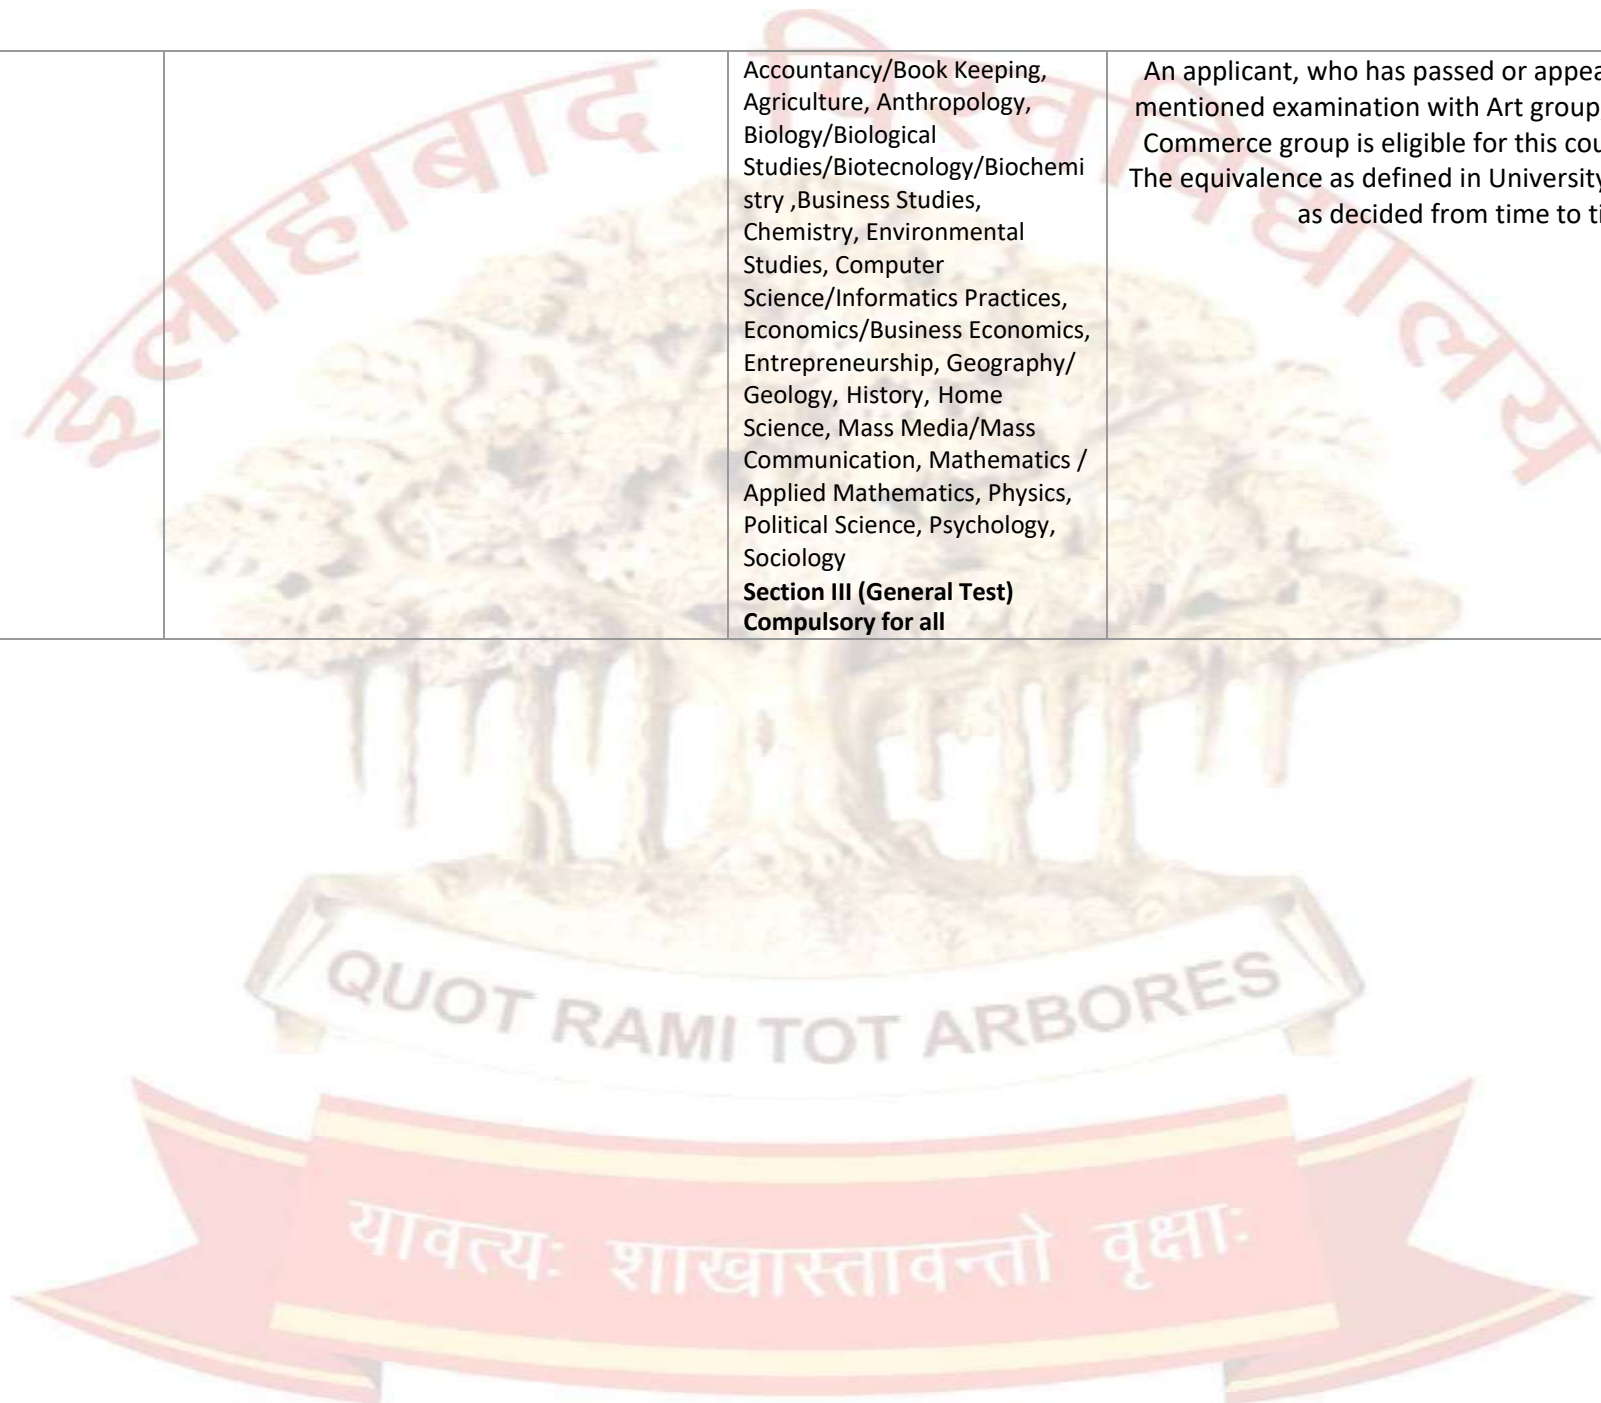 इलाहाबाद विश्वविद्यालय
Accountancy/Book Keeping,
Agriculture, Anthropology,
Biology/Biological
Studies/Biotecnology/Biochemi
stry ,Business Studies,
Chemistry, Environmental
Studies, Computer
Science/Informatics Practices,
Economics/Business Economics,
Entrepreneurship, Geography/
Geology, History, Home
Science, Mass Media/Mass
Communication, Mathematics /
Applied Mathematics, Physics,
Political Science, Psychology,
Sociology
Section III (General Test)
Compulsory for all
An applicant, who has passed or appea
mentioned examination with Art group
Commerce group is eligible for this cou
The equivalence as defined in University
as decided from time to ti
QUOT RAMI TOT ARBORES
यावत्यः शाखास्तावन्तो वृक्षाः